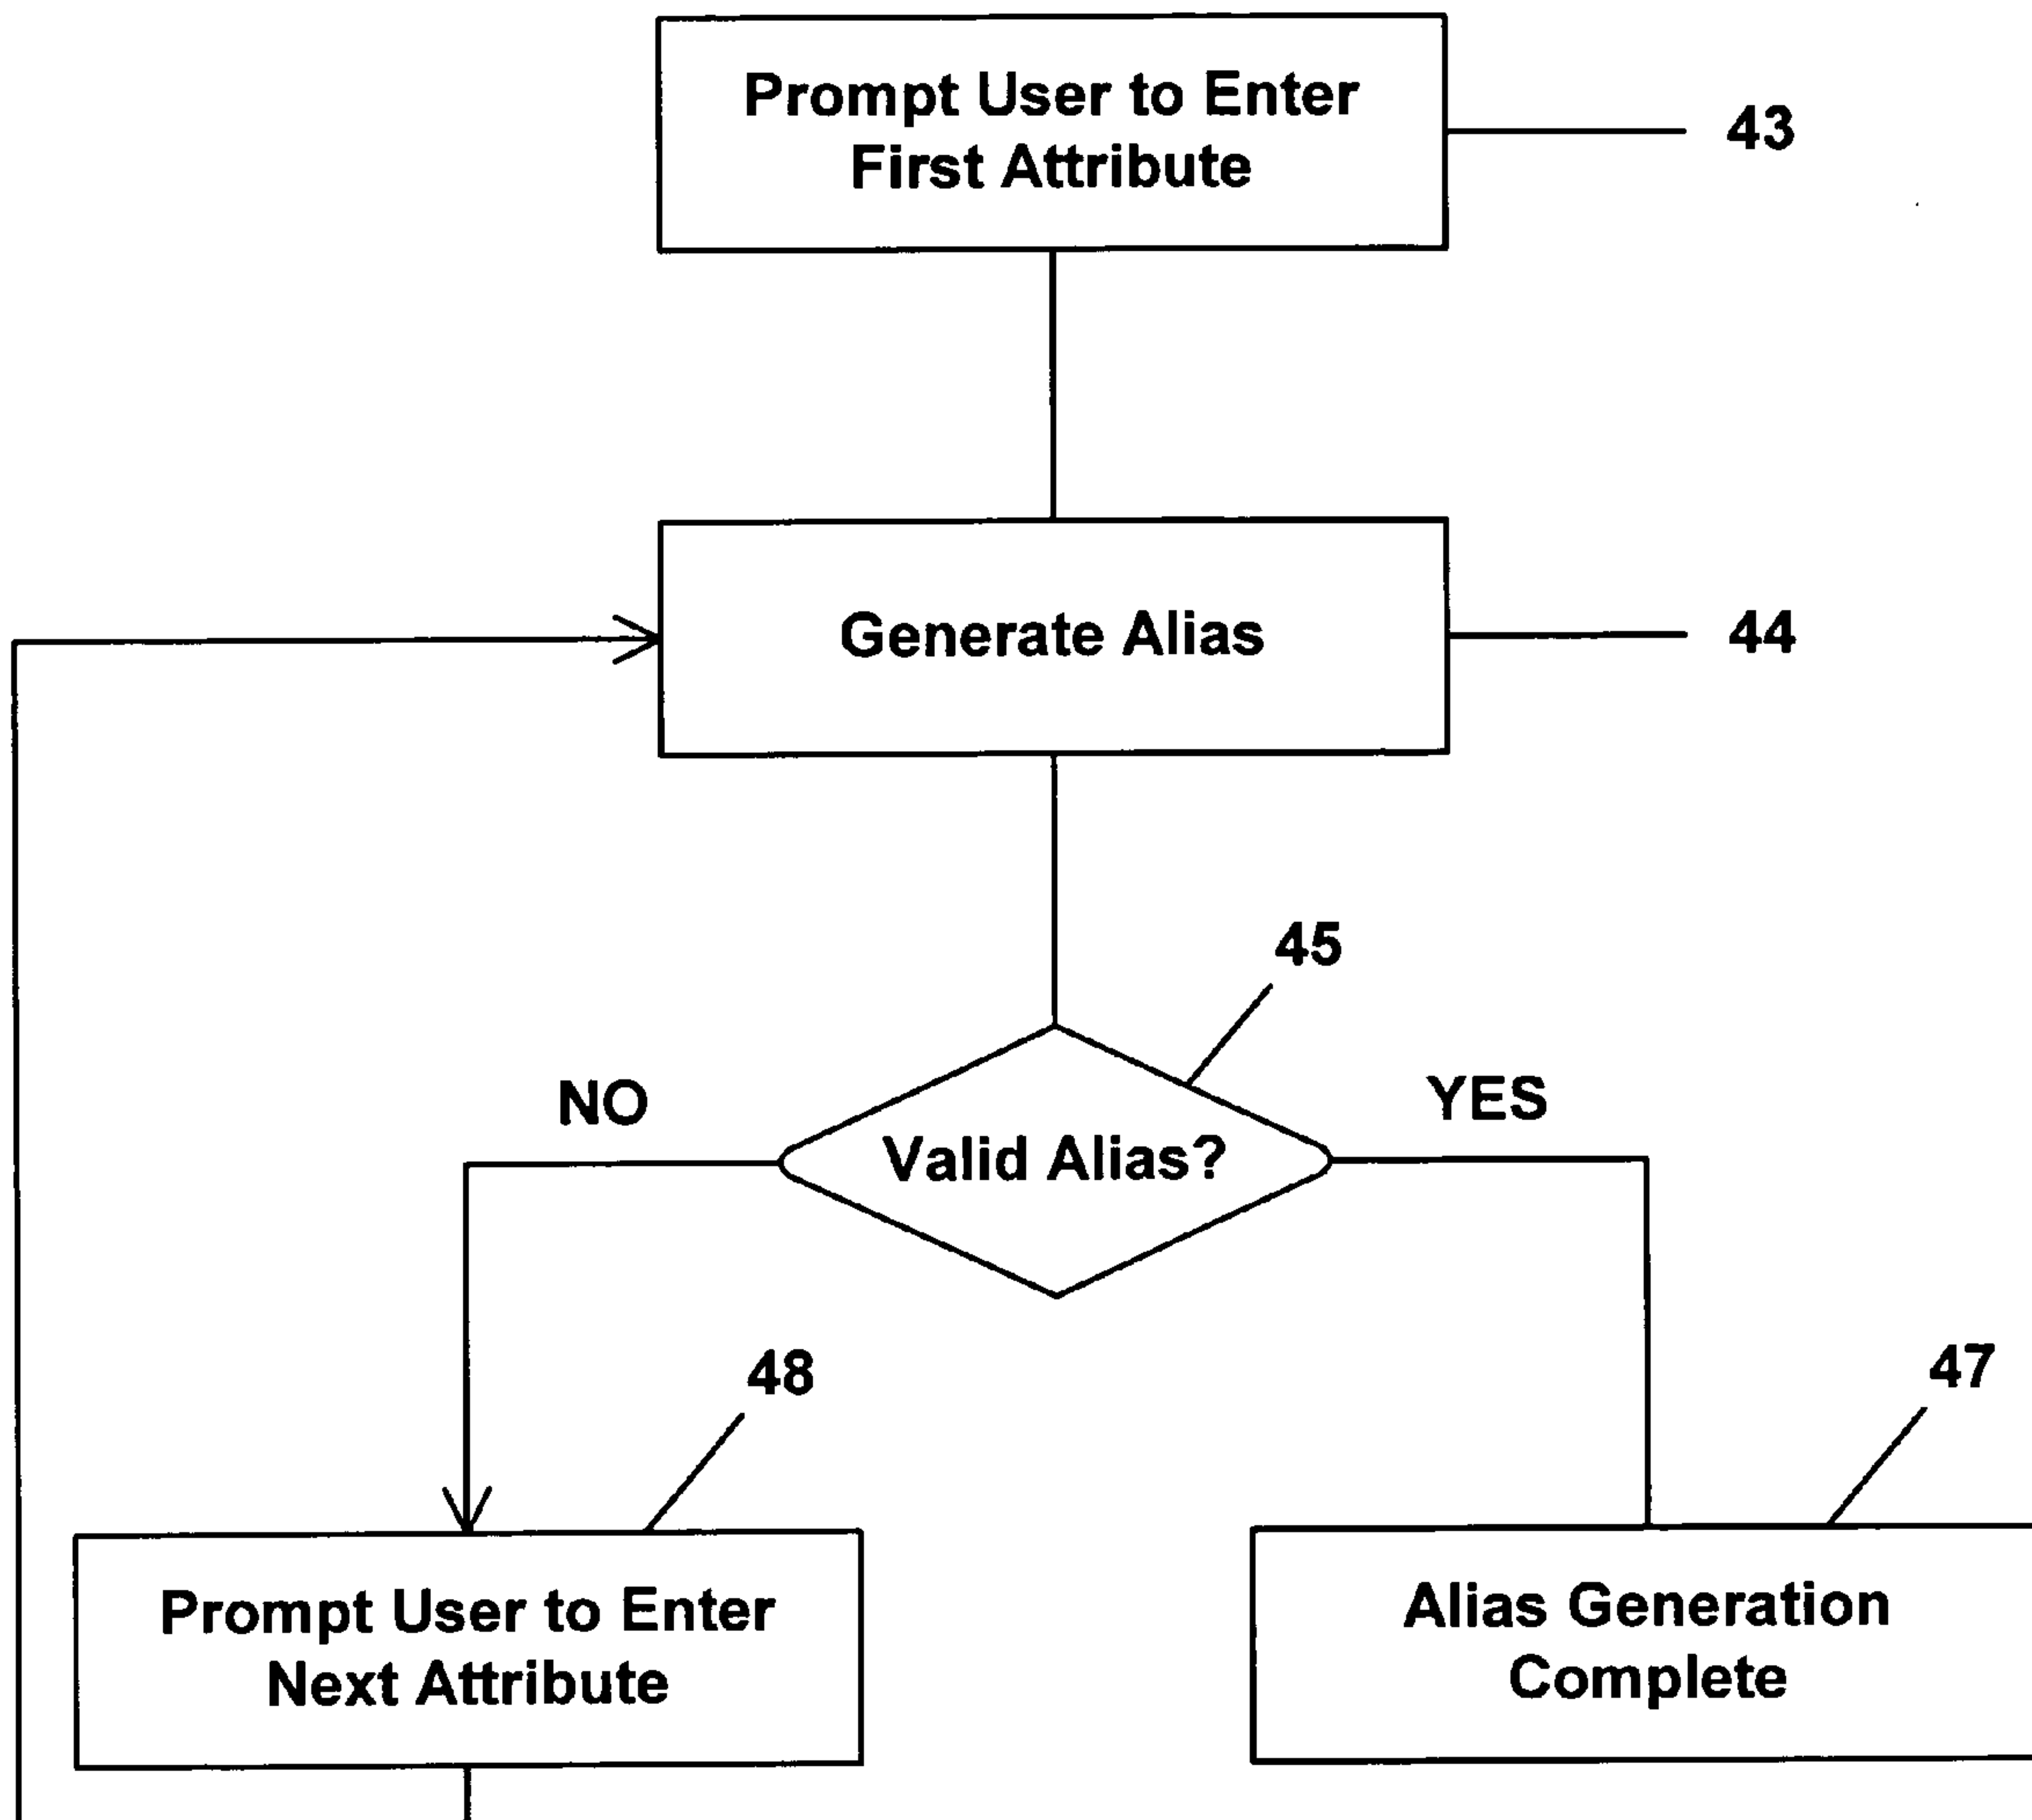 Prompt User to Enter
First Attribute
43
Generate Alias
44
45
NO
YES
Valid Alias?
48
47
Prompt User to Enter
Next Attribute
Alias Generation
Complete